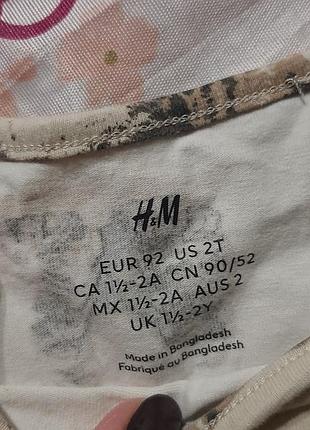 H&M
EUR 92 US 2T
CA 1½-2A CN 90/52
MX 1½-2A AUS 2
UK 1½-2Y
Made in Bangladesh
Fabriqué au Bangladesh